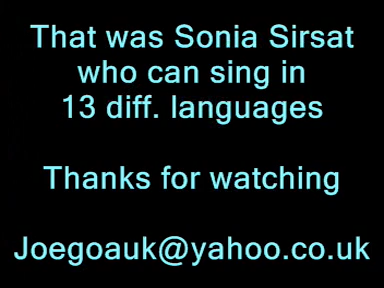 That was Sonia Sirsat
who can sing in
13 diff. languages
Thanks for watching
Joegoauk@yahoo.co.uk